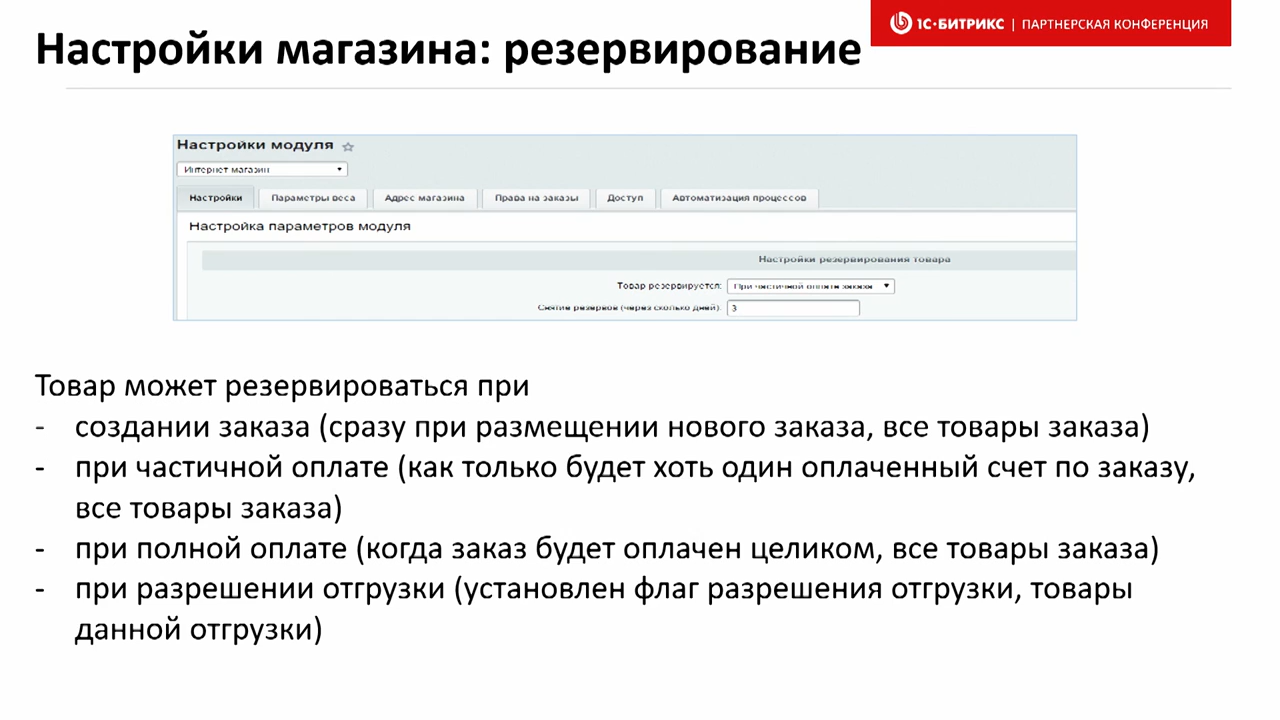 Настройки магазина: резервирование
1С·БИТРИКС | ПАРТНЕРСКАЯ КОНФЕРЕНЦИЯ
Настройки модуля
Интернет магазин
Настройки Параметры веса Адрес магазина Права на заказы Доступ Автоматизация процессов
Настройка параметров модуля
Настройки резервирования товара
Товар резервируется: При частичной оплате заказа
Снятие резервов (через сколько дней): 3
Товар может резервироваться при
- создании заказа (сразу при размещении нового заказа, все товары заказа)
- при частичной оплате (как только будет хоть один оплаченный счет по заказу,
все товары заказа)
- при полной оплате (когда заказ будет оплачен целиком, все товары заказа)
- при разрешении отгрузки (установлен флаг разрешения отгрузки, товары
данной отгрузки)